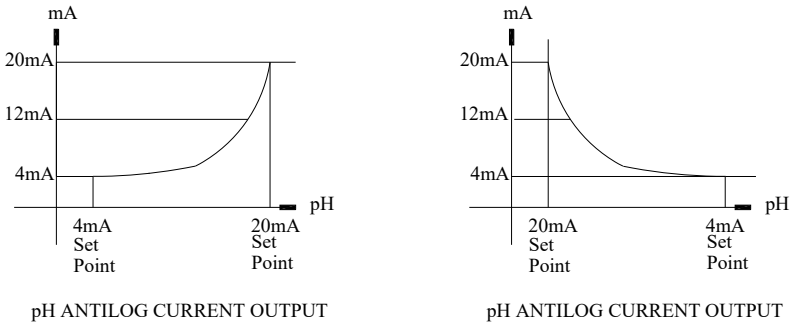 mA
20mA
12mA
4mA
pH
4mA
Set
Point
20mA
Set
Point
pH ANTILOG CURRENT OUTPUT
mA
20mA
12mA
4mA
pH
20mA
Set
Point
4mA
Set
Point
pH ANTILOG CURRENT OUTPUT